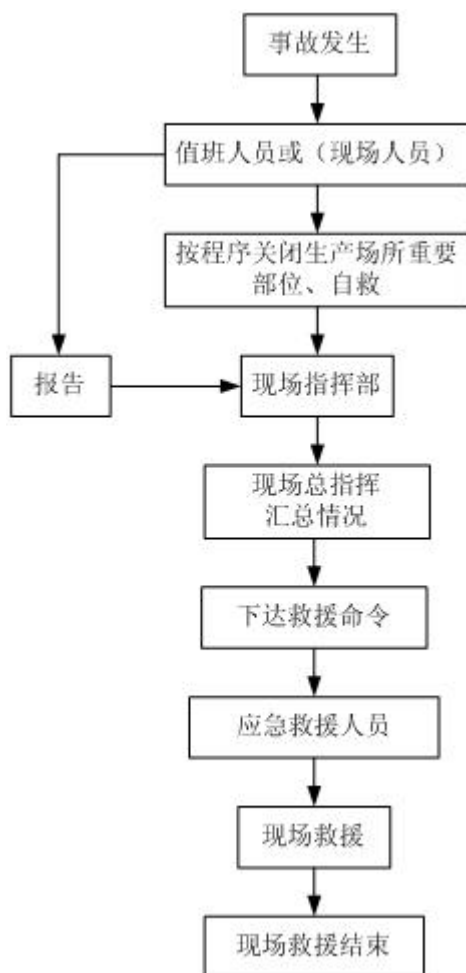 事故发生
值班人员或（现场人员）
按程序关闭生产场所重要
部位、自救
报告
现场指挥部
现场总指挥
汇总情况
下达救援命令
应急救援人员
现场救援
现场救援结束